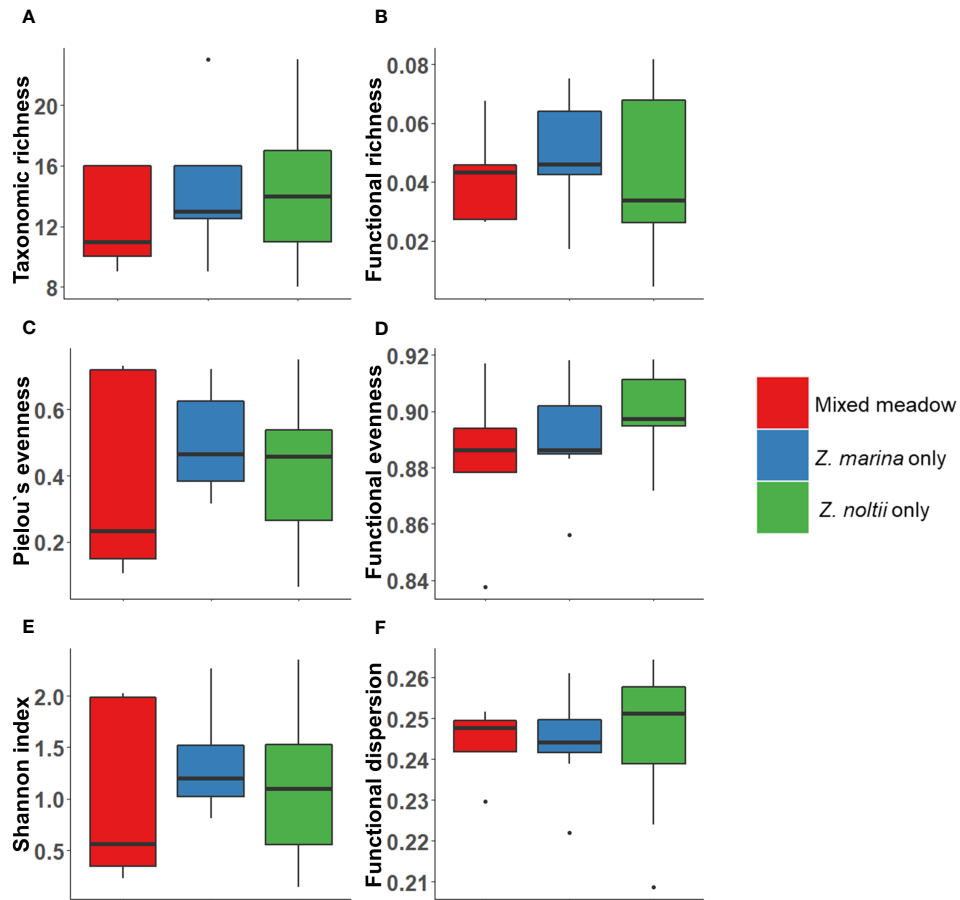 A
Taxonomic richness
20
16
12
8
B
Functional richness
0.08
0.06
0.04
0.02
C
Pielou`s evenness
0.6
0.4
0.2
D
Functional evenness
0.92
0.90
0.88
0.86
0.84
E
Shannon index
2.0
1.5
1.0
0.5
F
Functional dispersion
0.26
0.25
0.24
0.23
0.22
0.21
Mixed meadow
Z. marina only
Z. noltii only